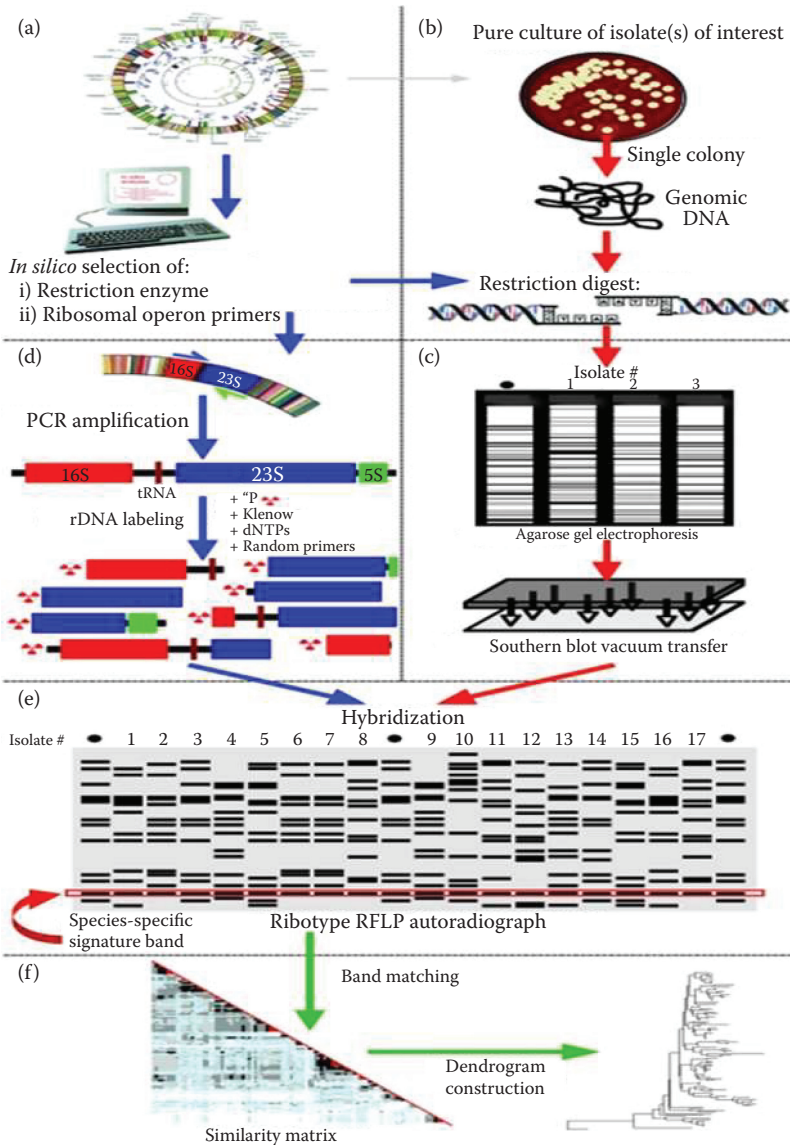 (a)
In silico selection of:
i) Restriction enzyme
ii) Ribosomal operon primers
(b)
Pure culture of isolate(s) of interest
Single colony
Genomic
DNA
Restriction digest:
(c)
Isolate #
1 2 3
Agarose gel electrophoresis
Southern blot vacuum transfer
(d)
16S 23S
PCR amplification
16S 23S 5S
tRNA
rDNA labeling
+ "P
+ Klenow
+ dNTPs
+ Random primers
(e)
Hybridization
Isolate # 1 2 3 4 5 6 7 8 9 10 11 12 13 14 15 16 17
Species-specific
signature band
Ribotype RFLP autoradiograph
(f)
Band matching
Dendrogram
construction
Similarity matrix